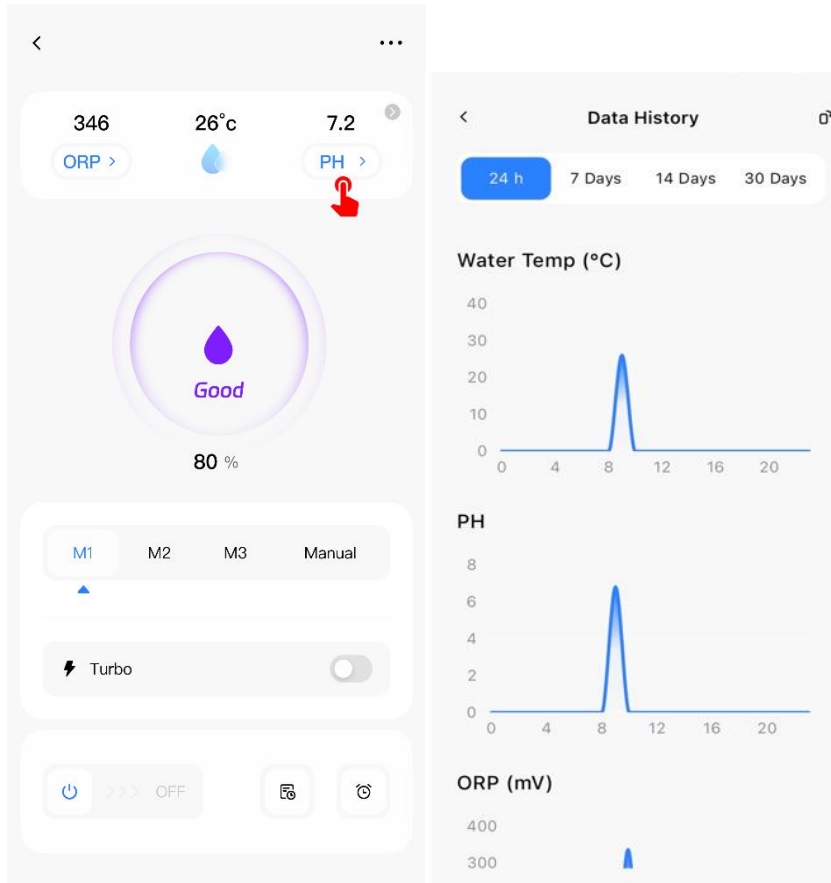 346 26°c 7.2
ORP > PH >
Good
80 %
M1 M2 M3 Manual
Turbo
>>> OFF
Data History
24 h 7 Days 14 Days 30 Days
Water Temp (°C)
40
30
20
10
0
0 4 8 12 16 20
PH
8
6
4
2
0
0 4 8 12 16 20
ORP (mV)
400
300